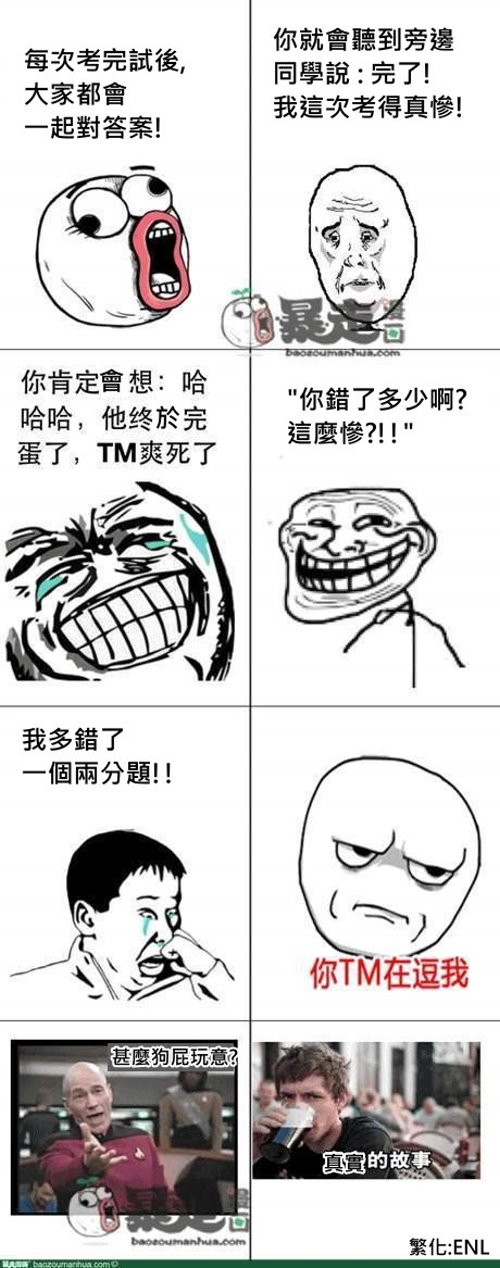 每次考完試後,
大家都會
一起對答案!
你就會聽到旁邊
同學說：完了!
我這次考得真慘!
暴走漫画
baozoumanhua.com
你肯定會想：哈
哈哈，他终於完
蛋了，TM爽死了
"你錯了多少啊?
這麼慘?!！"
我多錯了
一個兩分題!！
你TM在逗我
甚麼狗屁玩意?
真實的故事
暴走漫画
baozoumanhua.com
繁化:ENL
baozoumanhua.com ©